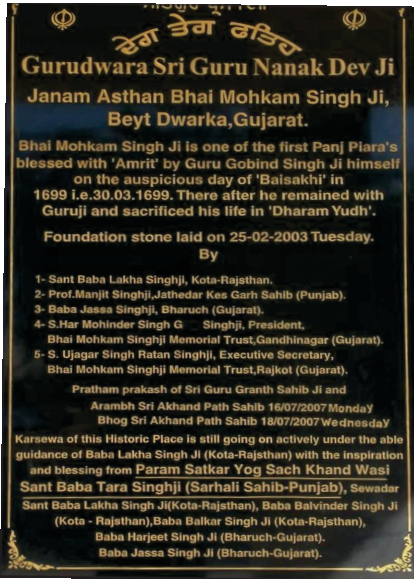 ਦੇਗ ਤੇਗ ਫਤਿਹ
Gurudwara Sri Guru Nanak Dev Ji
Janam Asthan Bhai Mohkam Singh Ji,
Beyt Dwarka,Gujarat.
Bhai Mohkam Singh Ji is one of the first Panj Piara's
blessed with 'Amrit' by Guru Gobind Singh Ji himself
on the auspicious day of 'Baisakhi' in
1699 i.e.30.03.1699. There after he remained with
Guruji and sacrificed his life in 'Dharam Yudh'.
Foundation stone laid on 25-02-2003 Tuesday.
By
1- Sant Baba Lakha Singhji, Kota-Rajsthan.
2- Prof.Manjit Singhji,Jathedar Kes Garh Sahib (Punjab).
3- Baba Jassa Singhji, Bharuch (Gujarat).
4- S.Har Mohinder Singh G Singhji, President,
Bhai Mohkam Singhji Memorial Trust,Gandhinagar (Gujarat).
5- S. Ujagar Singh Ratan Singhji, Executive Secretary,
Bhai Mohkam Singhji Memorial Trust,Rajkot (Gujarat).
Pratham prakash of Sri Guru Granth Sahib Ji and
Arambh Sri Akhand Path Sahib 16/07/2007 Monday
Bhog Sri Akhand Path Sahib 18/07/2007 Wednesday
Karsewa of this Historic Place is still going on actively under the able
guidance of Baba Lakha Singh Ji (Kota-Rajsthan) with the inspiration
and blessing from Param Satkar Yog Sach Khand Wasi
Sant Baba Tara Singhji (Sarhali Sahib-Punjab), Sewadar
Sant Baba Lakha Singh Ji(Kota-Rajsthan), Baba Balvinder Singh Ji
(Kota - Rajsthan),Baba Balkar Singh Ji (Kota-Rajsthan),
Baba Harjeet Singh Ji (Bharuch-Gujarat).
Baba Jassa Singh Ji (Bharuch-Gujarat).